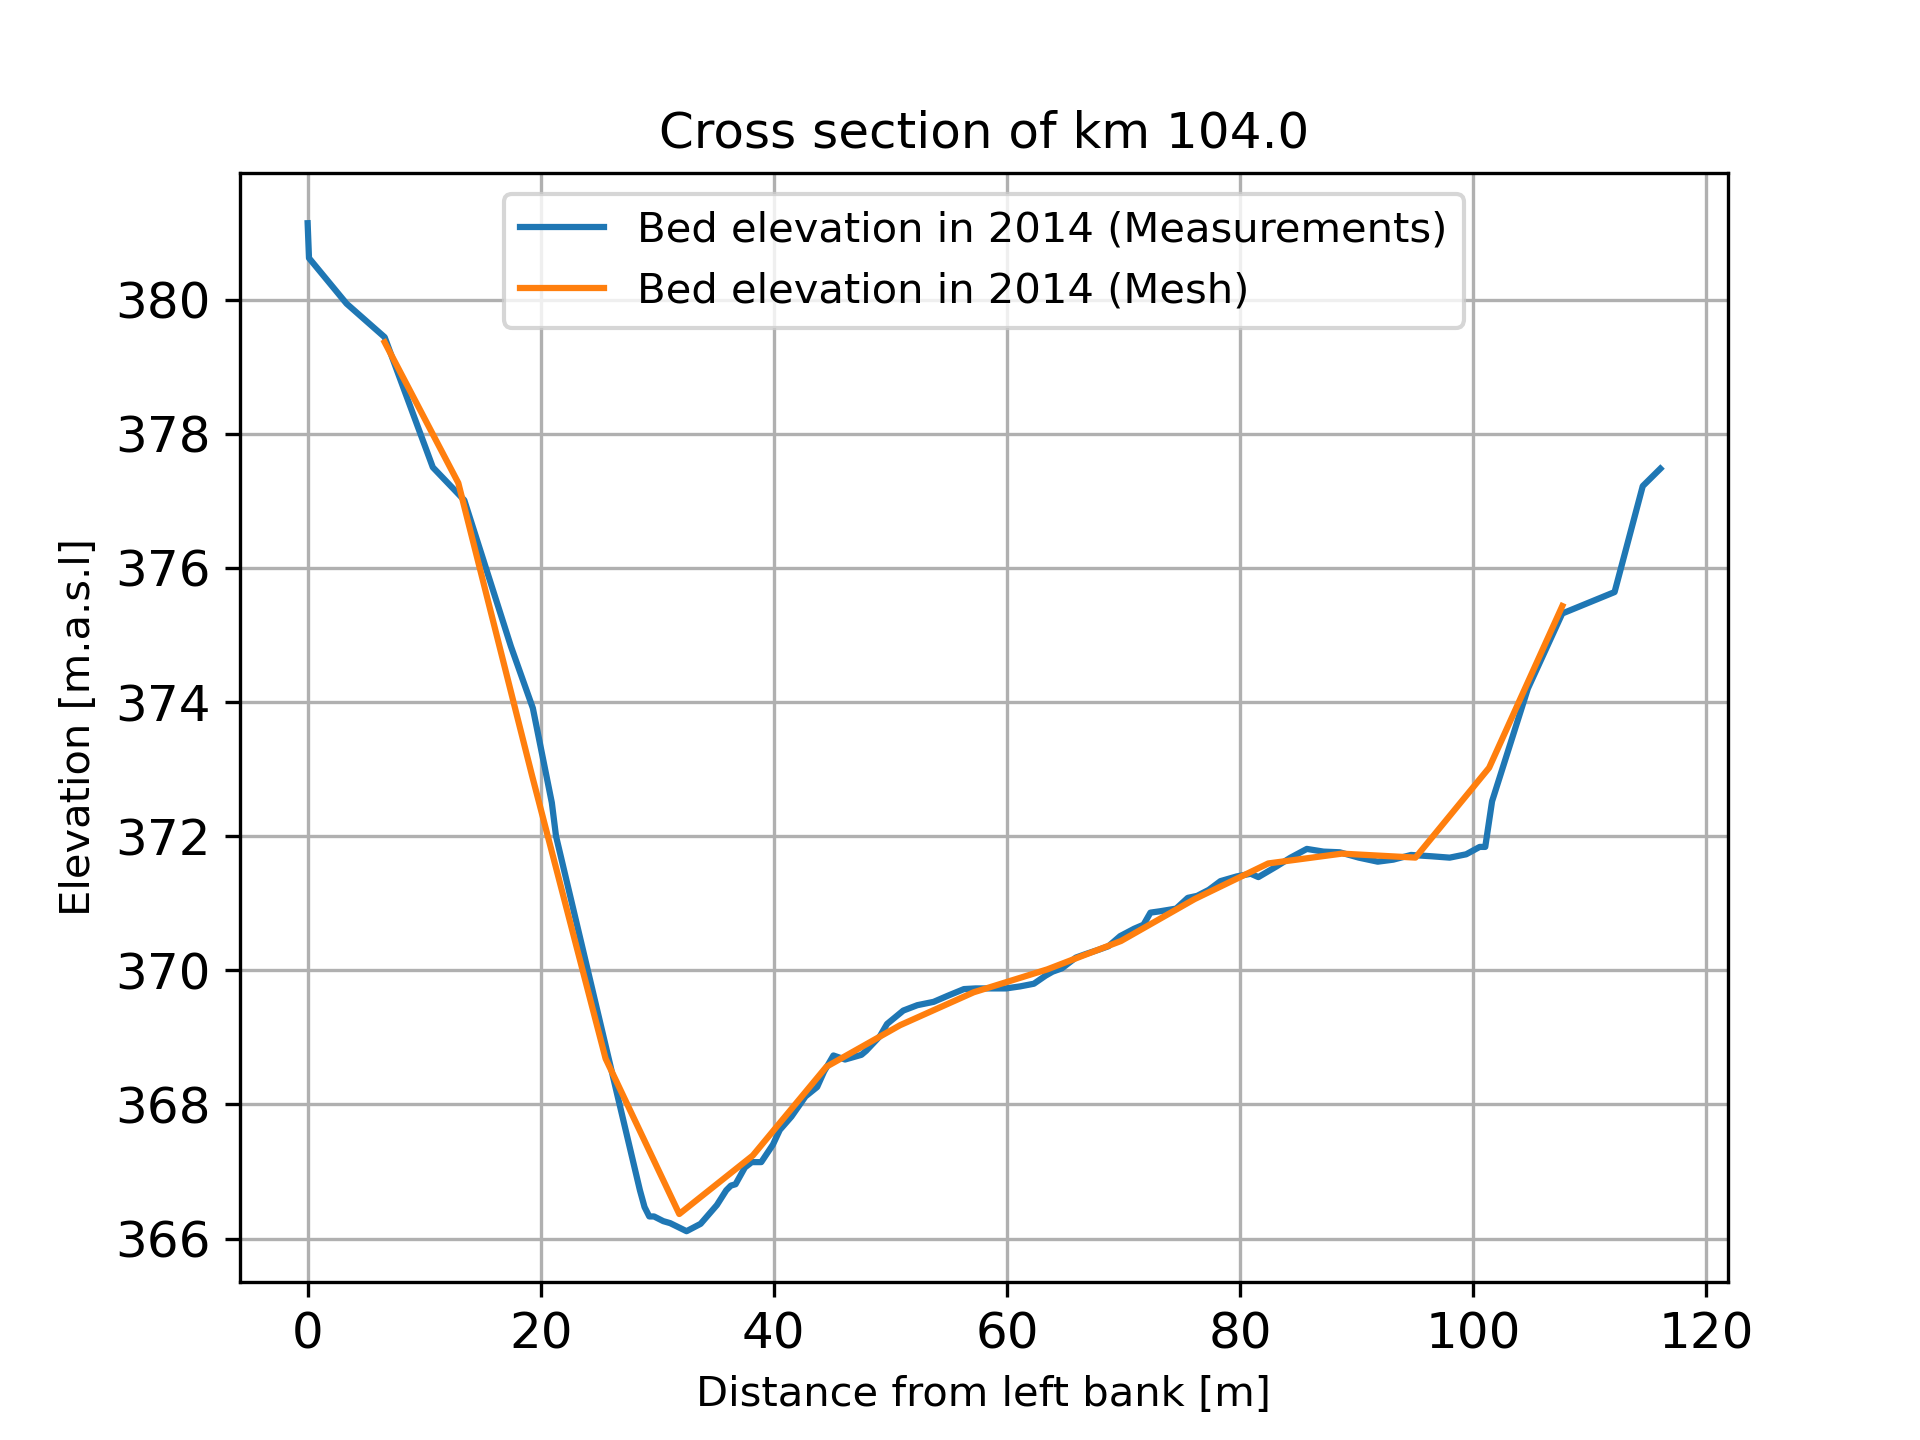 Cross section of km 104.0
Bed elevation in 2014 (Measurements)
Bed elevation in 2014 (Mesh)
Elevation [m.a.s.l]
380
378
376
374
372
370
368
366
0 20 40 60 80 100 120
Distance from left bank [m]